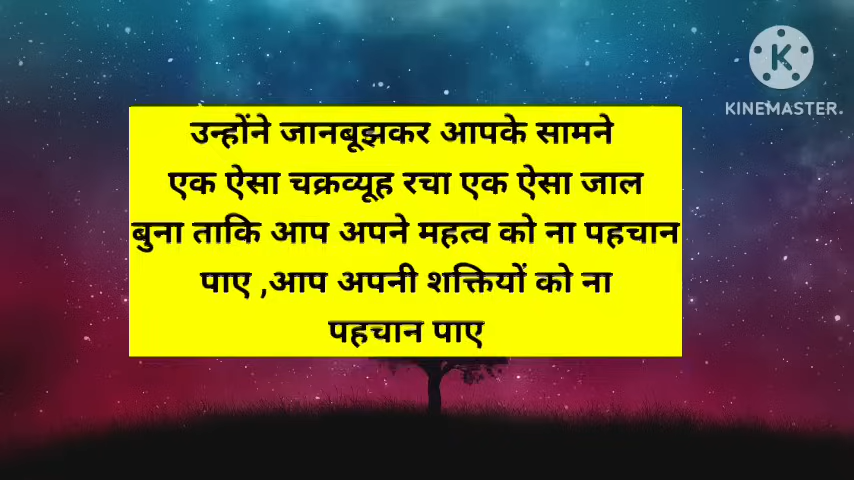 उन्होंने जानबूझकर आपके सामने
एक ऐसा चक्रव्यूह रचा एक ऐसा जाल
बुना ताकि आप अपने महत्व को ना पहचान
पाए ,आप अपनी शक्तियों को ना
पहचान पाए
K
KINEMASTER.